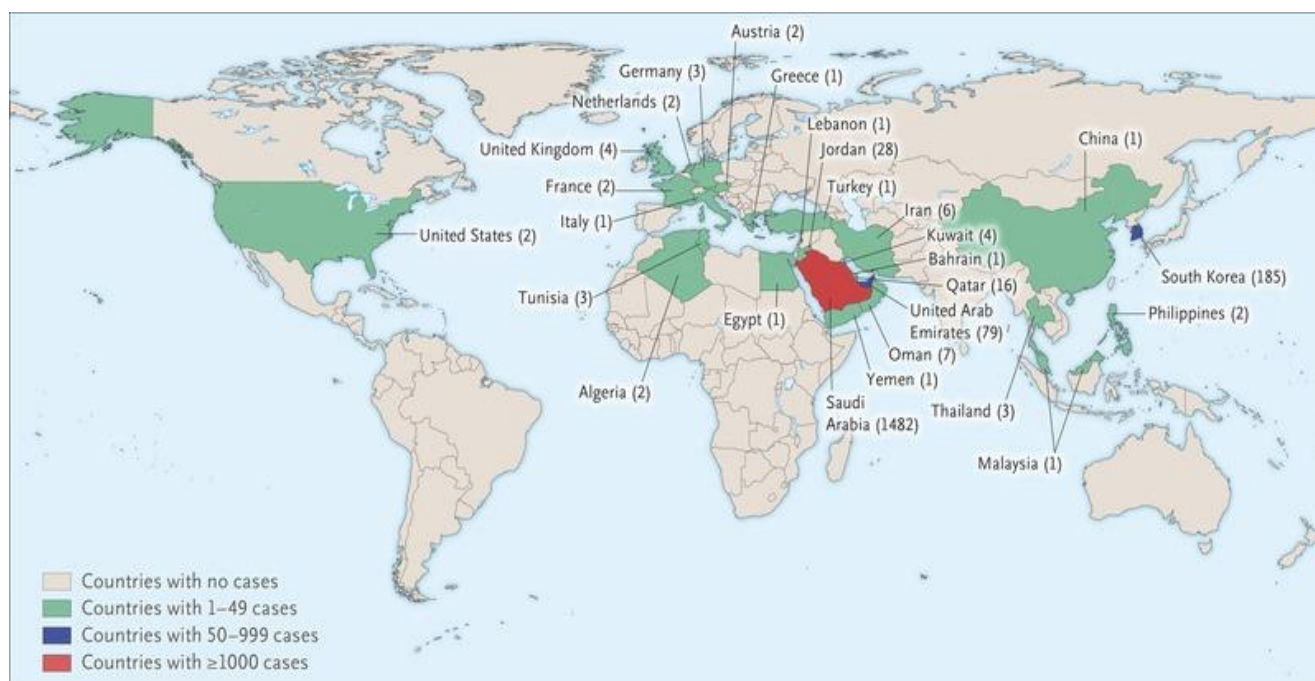 Austria (2)
Germany (3)
Greece (1)
Netherlands (2)
Lebanon (1)
United Kingdom (4)
Jordan (28)
China (1)
France (2)
Turkey (1)
Italy (1)
Iran (6)
United States (2)
Kuwait (4)
Bahrain (1)
South Korea (185)
Tunisia (3)
Qatar (16)
Egypt (1)
United Arab
Emirates (79)
Philippines (2)
Oman (7)
Algeria (2)
Yemen (1)
Saudi
Arabia (1482)
Thailand (3)
Malaysia (1)
Countries with no cases
Countries with 1–49 cases
Countries with 50–999 cases
Countries with ≥1000 cases